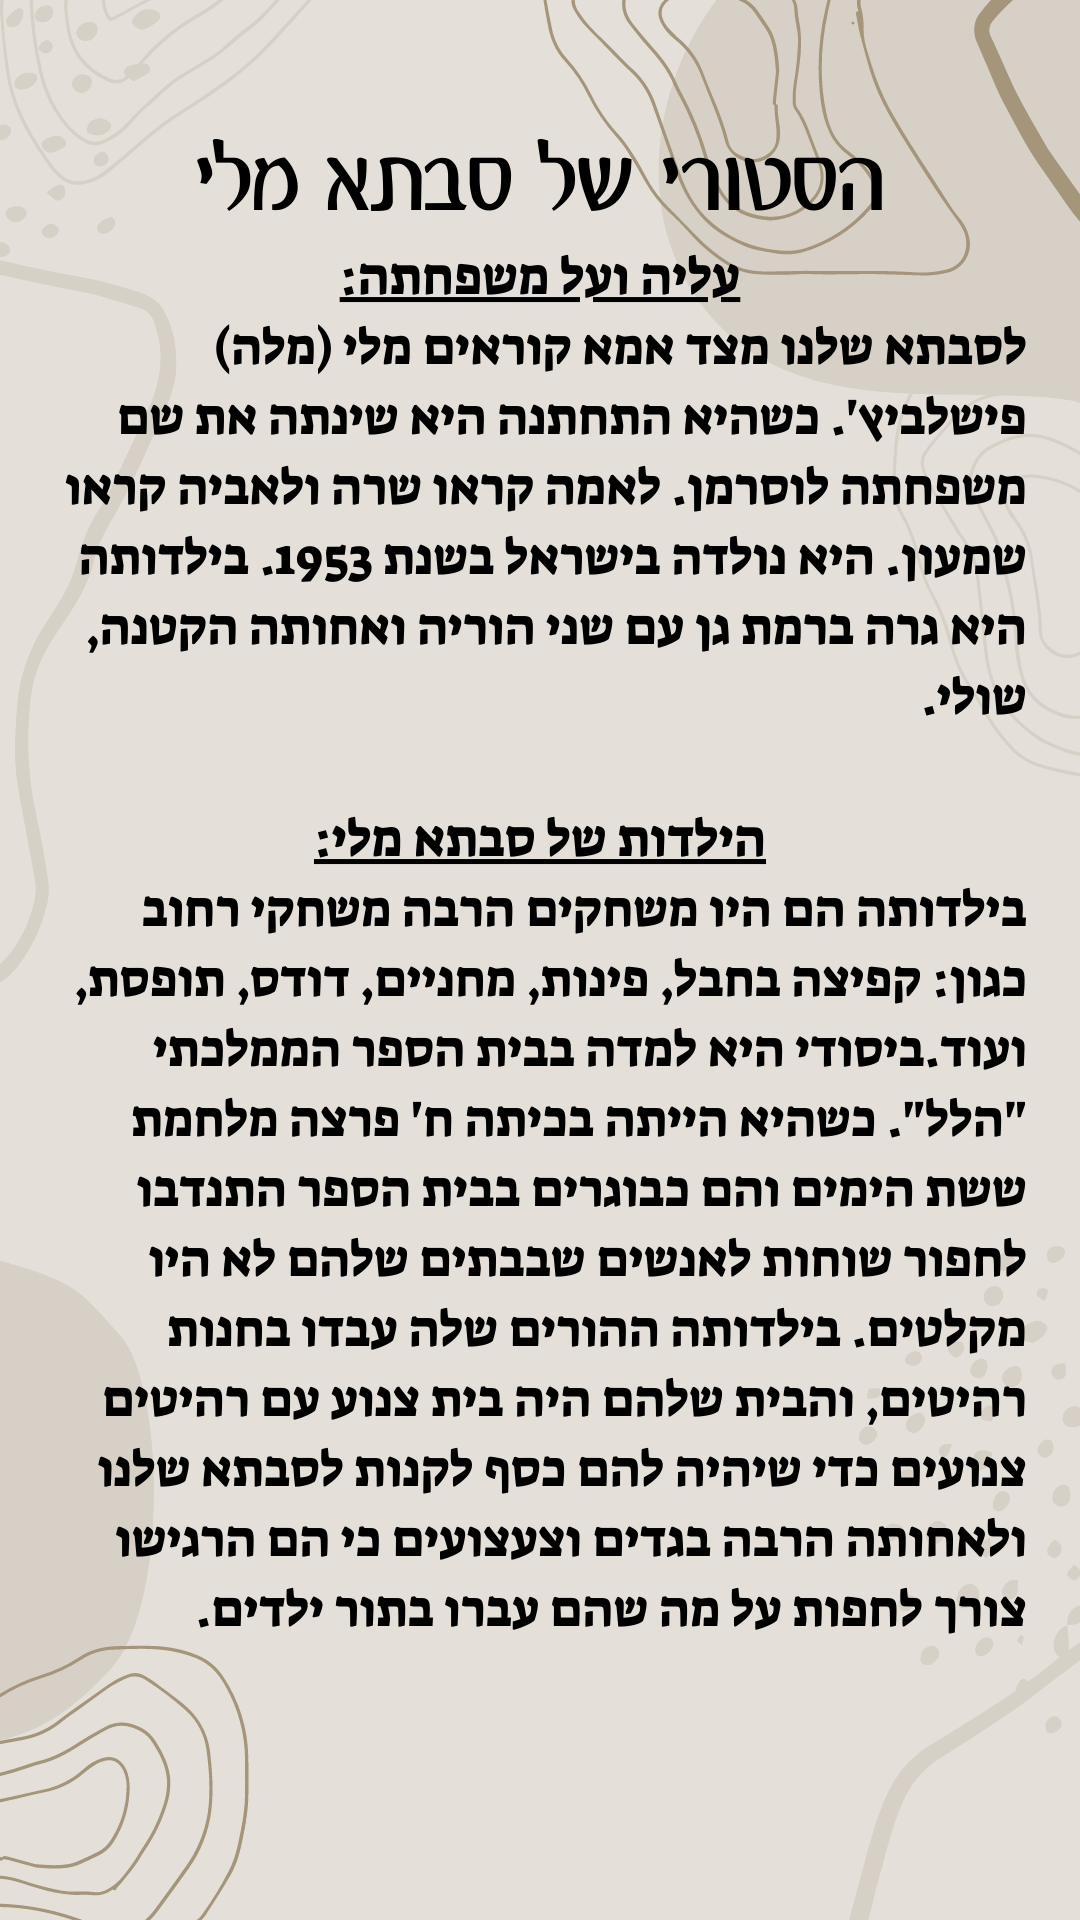 הסטורי של סבתא מלי
עליה ועל משפחתה:
לסבתא שלנו מצד אמא קוראים מלי (מלה)
פישלביץ'. כשהיא התחתנה היא שינתה את שם
משפחתה לוסרמן. לאמה קראו שרה ולאביה קראו
שמעון. היא נולדה בישראל בשנת 1953. בילדותה
היא גרה ברמת גן עם שני הוריה ואחותה הקטנה,
שולי.
הילדות של סבתא מלי:
בילדותה הם היו משחקים הרבה משחקי רחוב
כגון: קפיצה בחבל, פינות, מחניים, דודס, תופסת,
ועוד.ביסודי היא למדה בבית הספר הממלכתי
"הלל". כשהיא הייתה בכיתה ח' פרצה מלחמת
ששת הימים והם כבוגרים בבית הספר התנדבו
לחפור שוחות לאנשים שבבתים שלהם לא היו
מקלטים. בילדותה ההורים שלה עבדו בחנות
רהיטים, והבית שלהם היה בית צנוע עם רהיטים
צנועים כדי שיהיה להם כסף לקנות לסבתא שלנו
ולאחותה הרבה בגדים וצעצועים כי הם הרגישו
צורך לחפות על מה שהם עברו בתור ילדים.